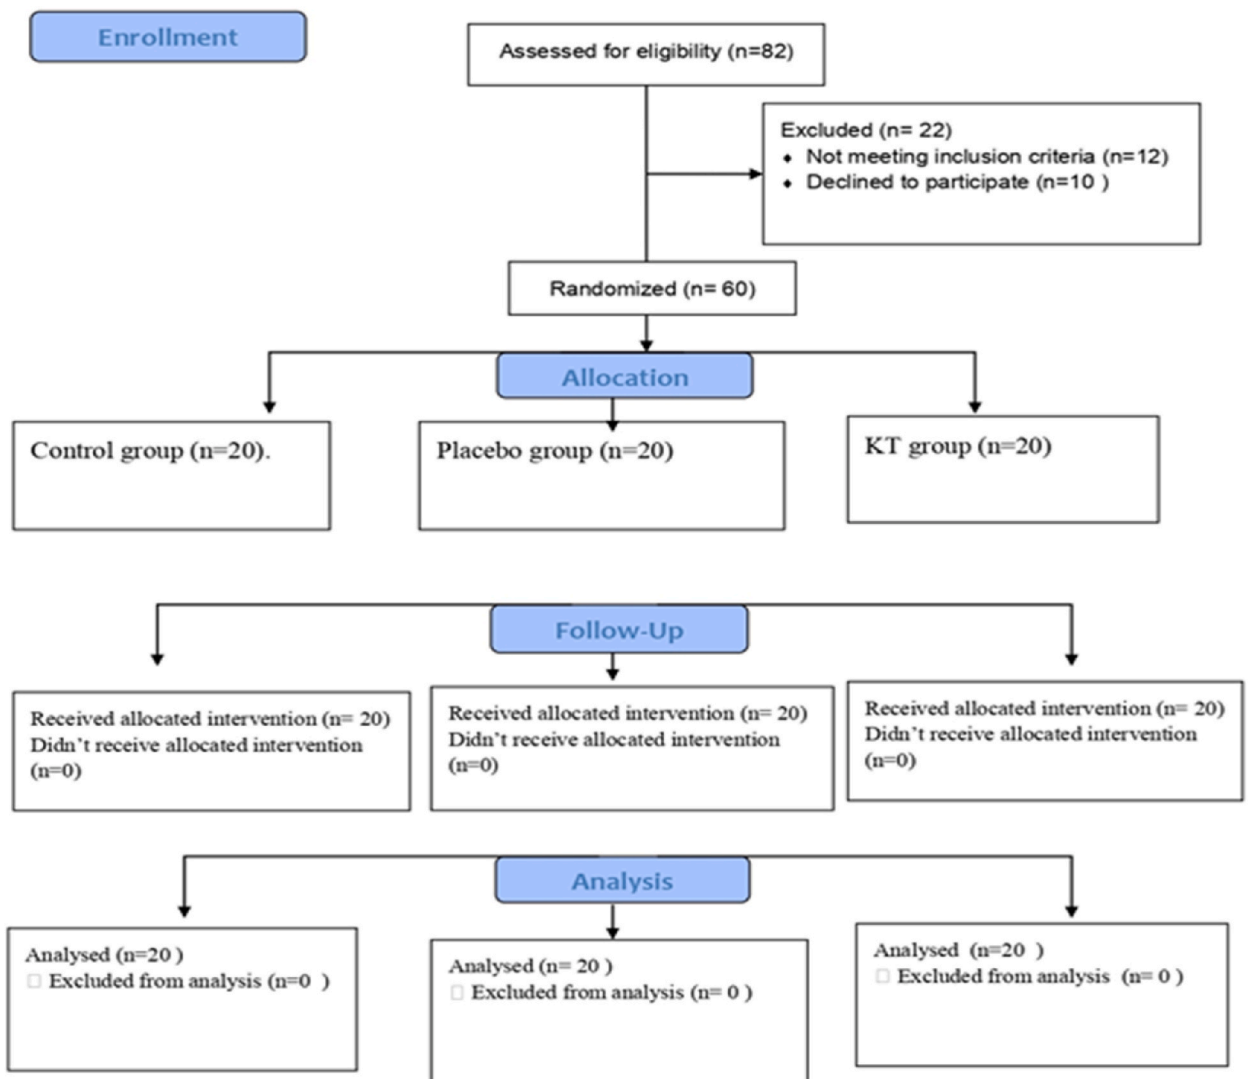 Enrollment
Assessed for eligibility (n=82)
Excluded (n= 22)
♦ Not meeting inclusion criteria (n=12)
♦ Declined to participate (n=10 )
Randomized (n= 60)
Allocation
Control group (n=20).
Placebo group (n=20)
KT group (n=20)
Follow-Up
Received allocated intervention (n= 20)
Didn't receive allocated intervention
(n=0)
Received allocated intervention (n= 20)
Didn't receive allocated intervention
(n=0)
Received allocated intervention (n= 20)
Didn't receive allocated intervention
(n=0)
Analysis
Analysed (n=20 )
□ Excluded from analysis (n=0  )
Analysed (n= 20 )
□ Excluded from analysis (n= 0 )
Analysed  (n=20  )
□ Excluded from analysis  (n= 0 )